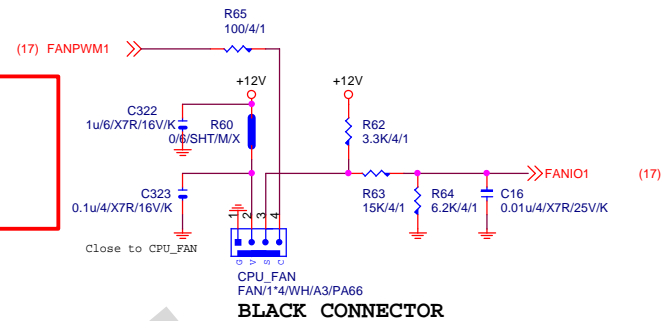 R65
100/4/1
(17) FANPWM1
+12V
+12V
C322
1u/6/X7R/16V/K
R60
0/6/SHT/M/X
R62
3.3K/4/1
FANIO1 (17)
C323
0.1u/4/X7R/16V/K
R63
15K/4/1
R64
6.2K/4/1
C16
0.01u/4/X7R/25V/K
1 2 3 4
Close to CPU_FAN
G V S C
CPU_FAN
FAN/1*4/WH/A3/PA66
BLACK CONNECTOR